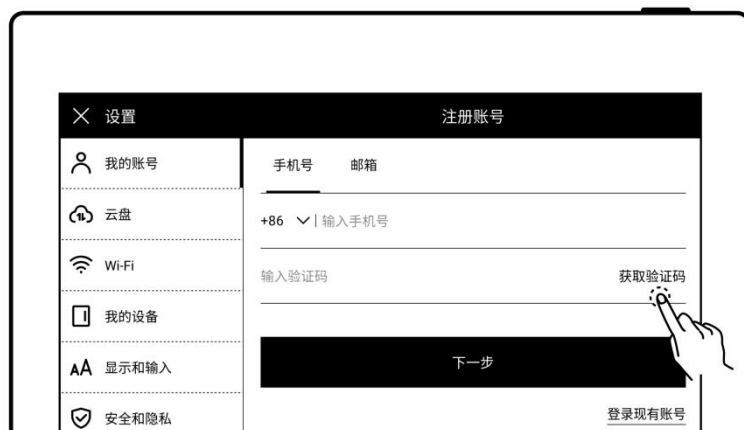 设置
注册账号
我的账号
云盘
Wi-Fi
我的设备
AA 显示和输入
安全和隐私
手机号 邮箱
+86 输入手机号
输入验证码 获取验证码
下一步
登录现有账号